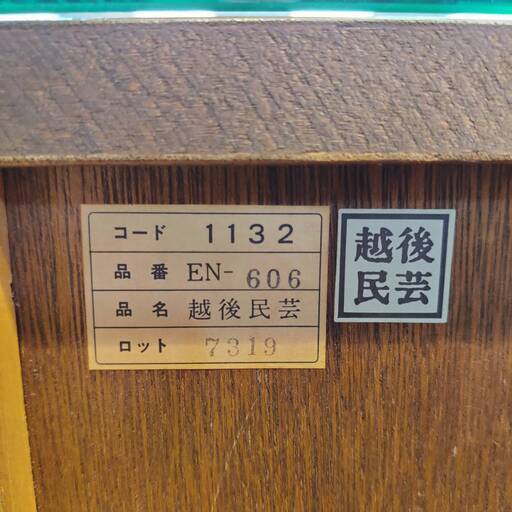 コード 1132
品番 EN-606
品名 越後民芸
ロット 7319
越後
民芸